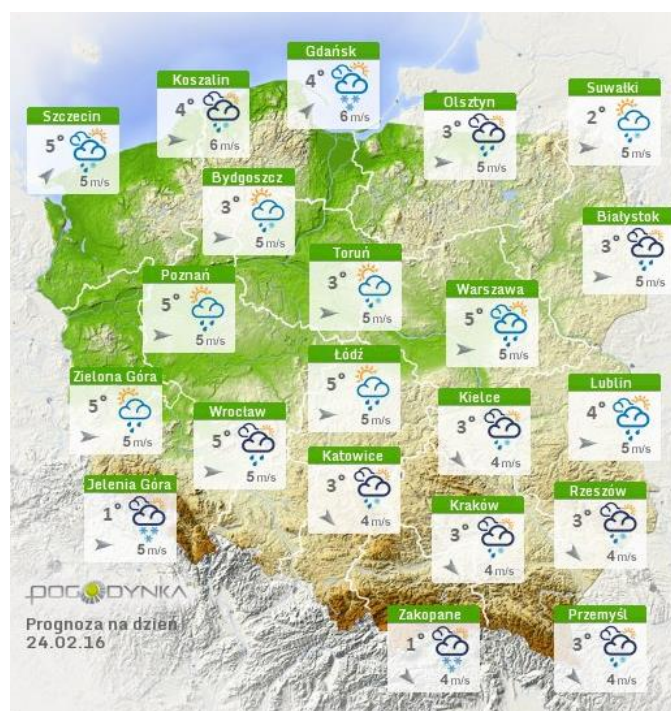 Gdańsk
4°
6 m/s
Koszalin
4°
6 m/s
Suwałki
2°
5 m/s
Olsztyn
3°
5 m/s
Szczecin
5°
5 m/s
Bydgoszcz
3°
5 m/s
Białystok
3°
5 m/s
Toruń
3°
5 m/s
Poznań
5°
5 m/s
Warszawa
5°
5 m/s
Łódź
5°
5 m/s
Zielona Góra
5°
5 m/s
Lublin
4°
5 m/s
Kielce
3°
4 m/s
Wrocław
5°
5 m/s
Katowice
3°
4 m/s
Jelenia Góra
1°
5 m/s
Rzeszów
3°
4 m/s
Kraków
3°
4 m/s
POGODYNKA
Prognoza na dzień
24.02.16
Zakopane
1°
4 m/s
Przemyśl
3°
4 m/s